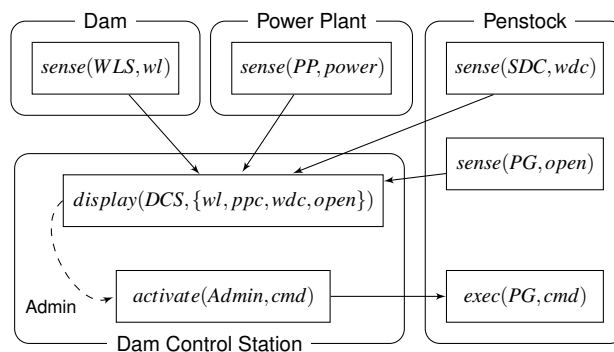 Dam
Power Plant
Penstock
sense(WLS,wl)
sense(PP,power)
sense(SDC,wdc)
sense(PG,open)
display(DCS,{wl,ppc,wdc,open})
Admin
activate(Admin,cmd)
exec(PG,cmd)
Dam Control Station